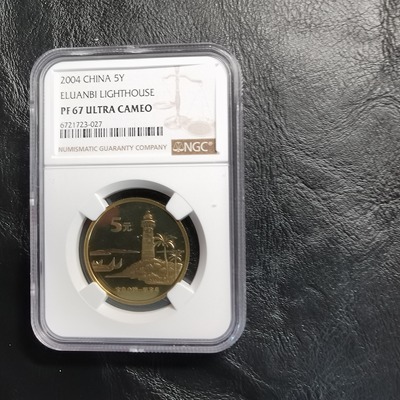 2004 CHINA 5Y
ELUANBI LIGHTHOUSE
PF 67 ULTRA CAMEO
6721723-027
NUMISMATIC GUARANTY COMPANY
NGC
5元